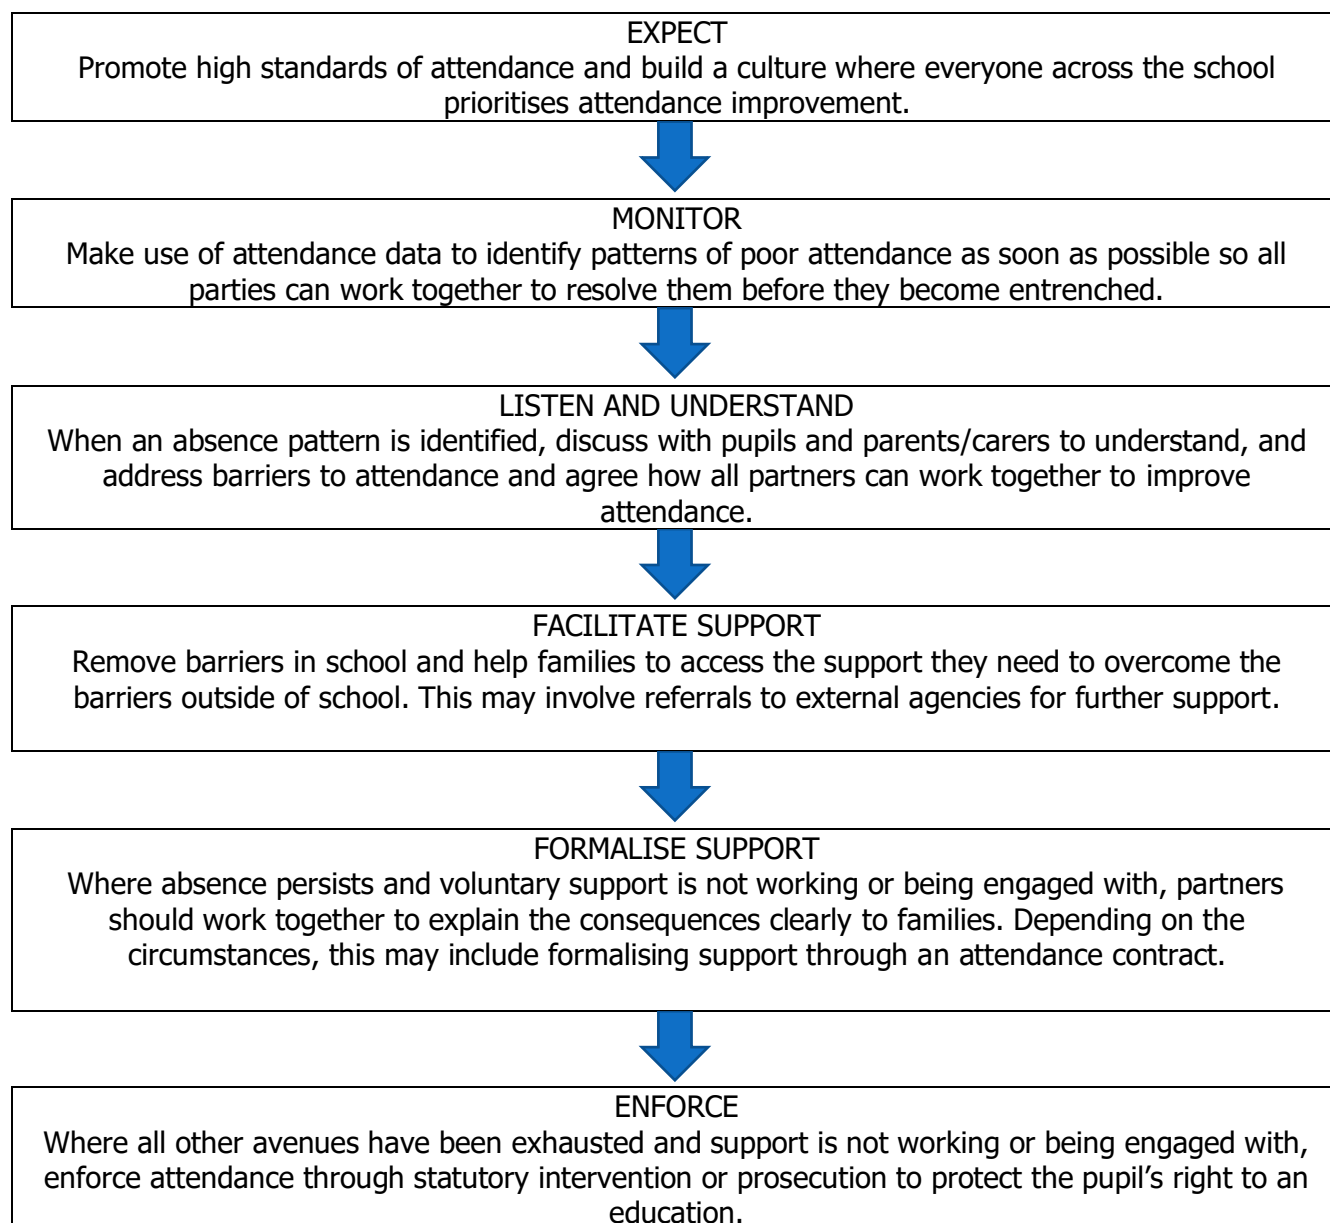 EXPECT
Promote high standards of attendance and build a culture where everyone across the school
prioritises attendance improvement.
MONITOR
Make use of attendance data to identify patterns of poor attendance as soon as possible so all
parties can work together to resolve them before they become entrenched.
LISTEN AND UNDERSTAND
When an absence pattern is identified, discuss with pupils and parents/carers to understand, and
address barriers to attendance and agree how all partners can work together to improve
attendance.
FACILITATE SUPPORT
Remove barriers in school and help families to access the support they need to overcome the
barriers outside of school. This may involve referrals to external agencies for further support.
FORMALISE SUPPORT
Where absence persists and voluntary support is not working or being engaged with, partners
should work together to explain the consequences clearly to families. Depending on the
circumstances, this may include formalising support through an attendance contract.
ENFORCE
Where all other avenues have been exhausted and support is not working or being engaged with,
enforce attendance through statutory intervention or prosecution to protect the pupil’s right to an
education.